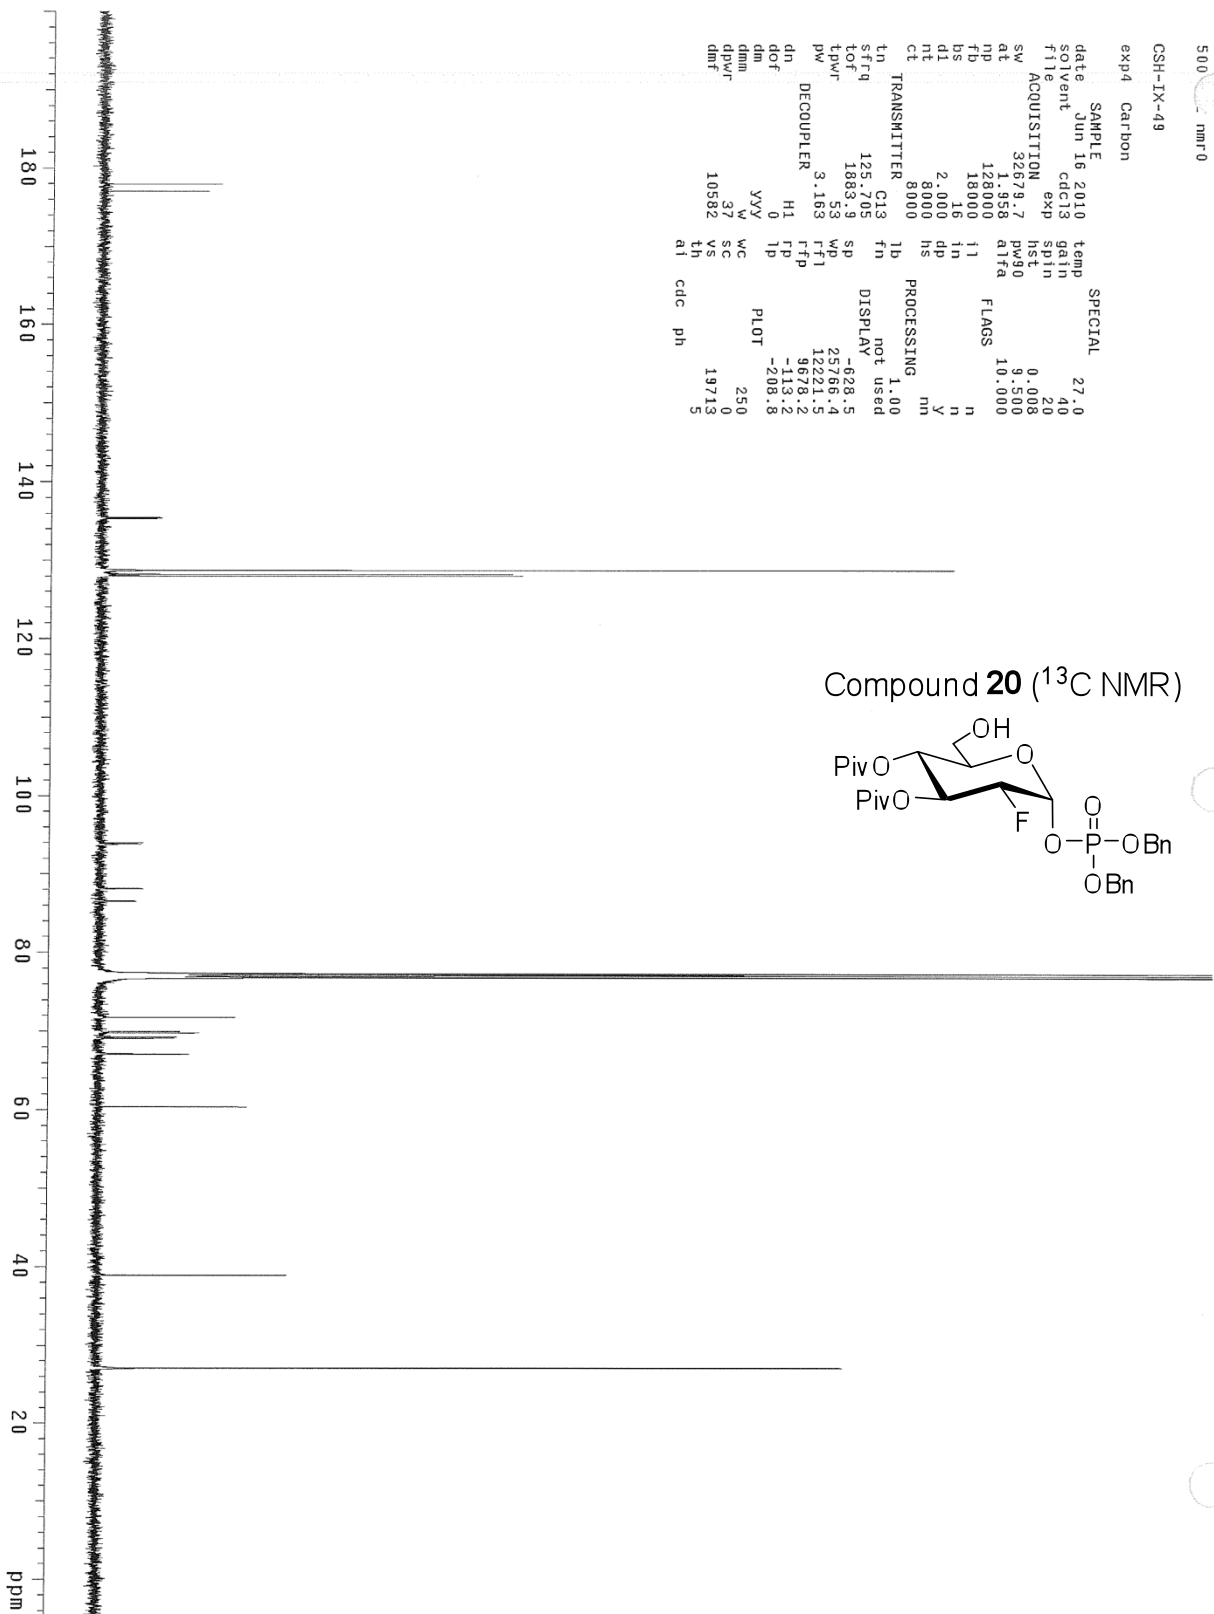 500 nmr0
CSH-IX-49
exp4 Carbon
SAMPLE
date Jun 16 2010
solvent cdcl3
file exp
ACQUISITION
sw 32679.7
at 1.958
np 128000
fb 18000
bs 16
d1 2.000
nt 8000
ct 8000
TRANSMITTER
tn C13
sfrq 125.705
tof 1883.9
tpwr 53
pw 3.163
DECOUPLER
dn H1
dof 0
dm yyy
dmm w
dpwr 37
dmf 10582
SPECIAL
temp 27.0
gain 40
spin 20
hst 0.008
pw90 9.500
alfa 10.000
FLAGS
il n
in n
dp y
hs nn
PROCESSING
lb 1.00
fn not used
DISPLAY
sp -628.5
wp 25766.4
rfl 12221.5
rfp 9678.2
rp -113.2
lp -208.8
PLOT
wc 250
sc 0
vs 19713
th 5
ai cdc ph
Compound 20 (¹³C NMR)
OH
PivO
O
PivO
F
O
O
P
OBn
OBn
180 160 140 120 100 80 60 40 20 ppm